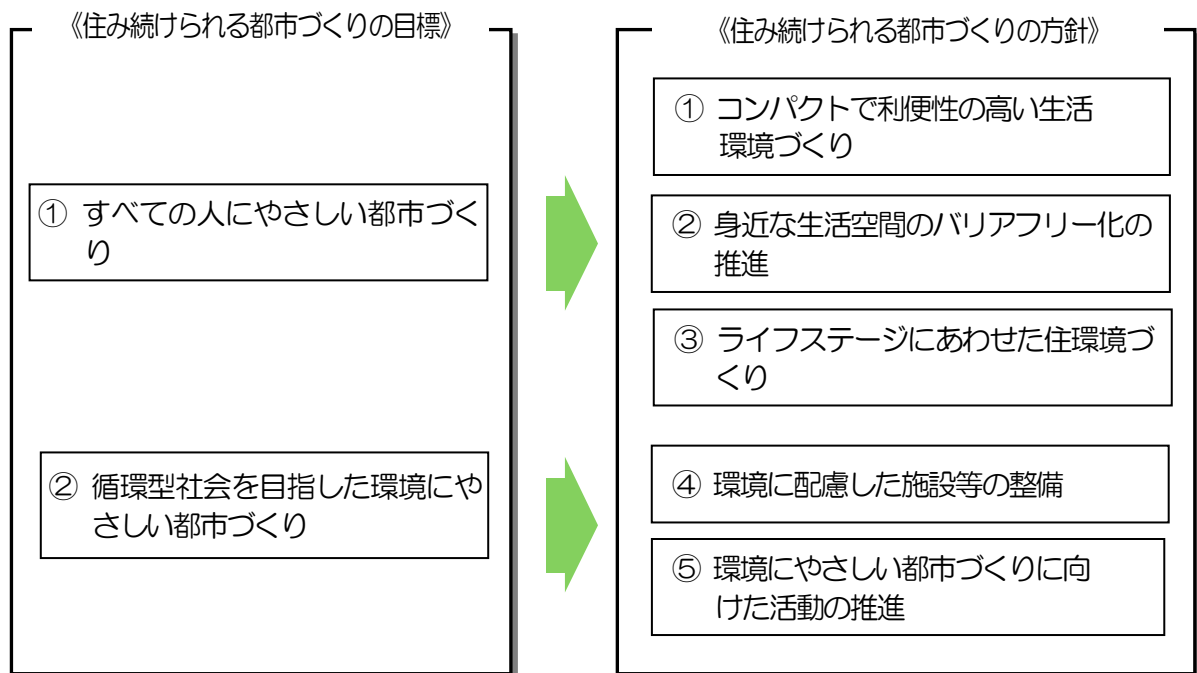 《住み続けられる都市づくりの目標》
① すべての人にやさしい都市づく
り
② 循環型社会を目指した環境にや
さしい都市づくり
《住み続けられる都市づくりの方針》
① コンパクトで利便性の高い生活
環境づくり
② 身近な生活空間のバリアフリー化の
推進
③ ライフステージにあわせた住環境づ
くり
④ 環境に配慮した施設等の整備
⑤ 環境にやさしい都市づくりに向
けた活動の推進